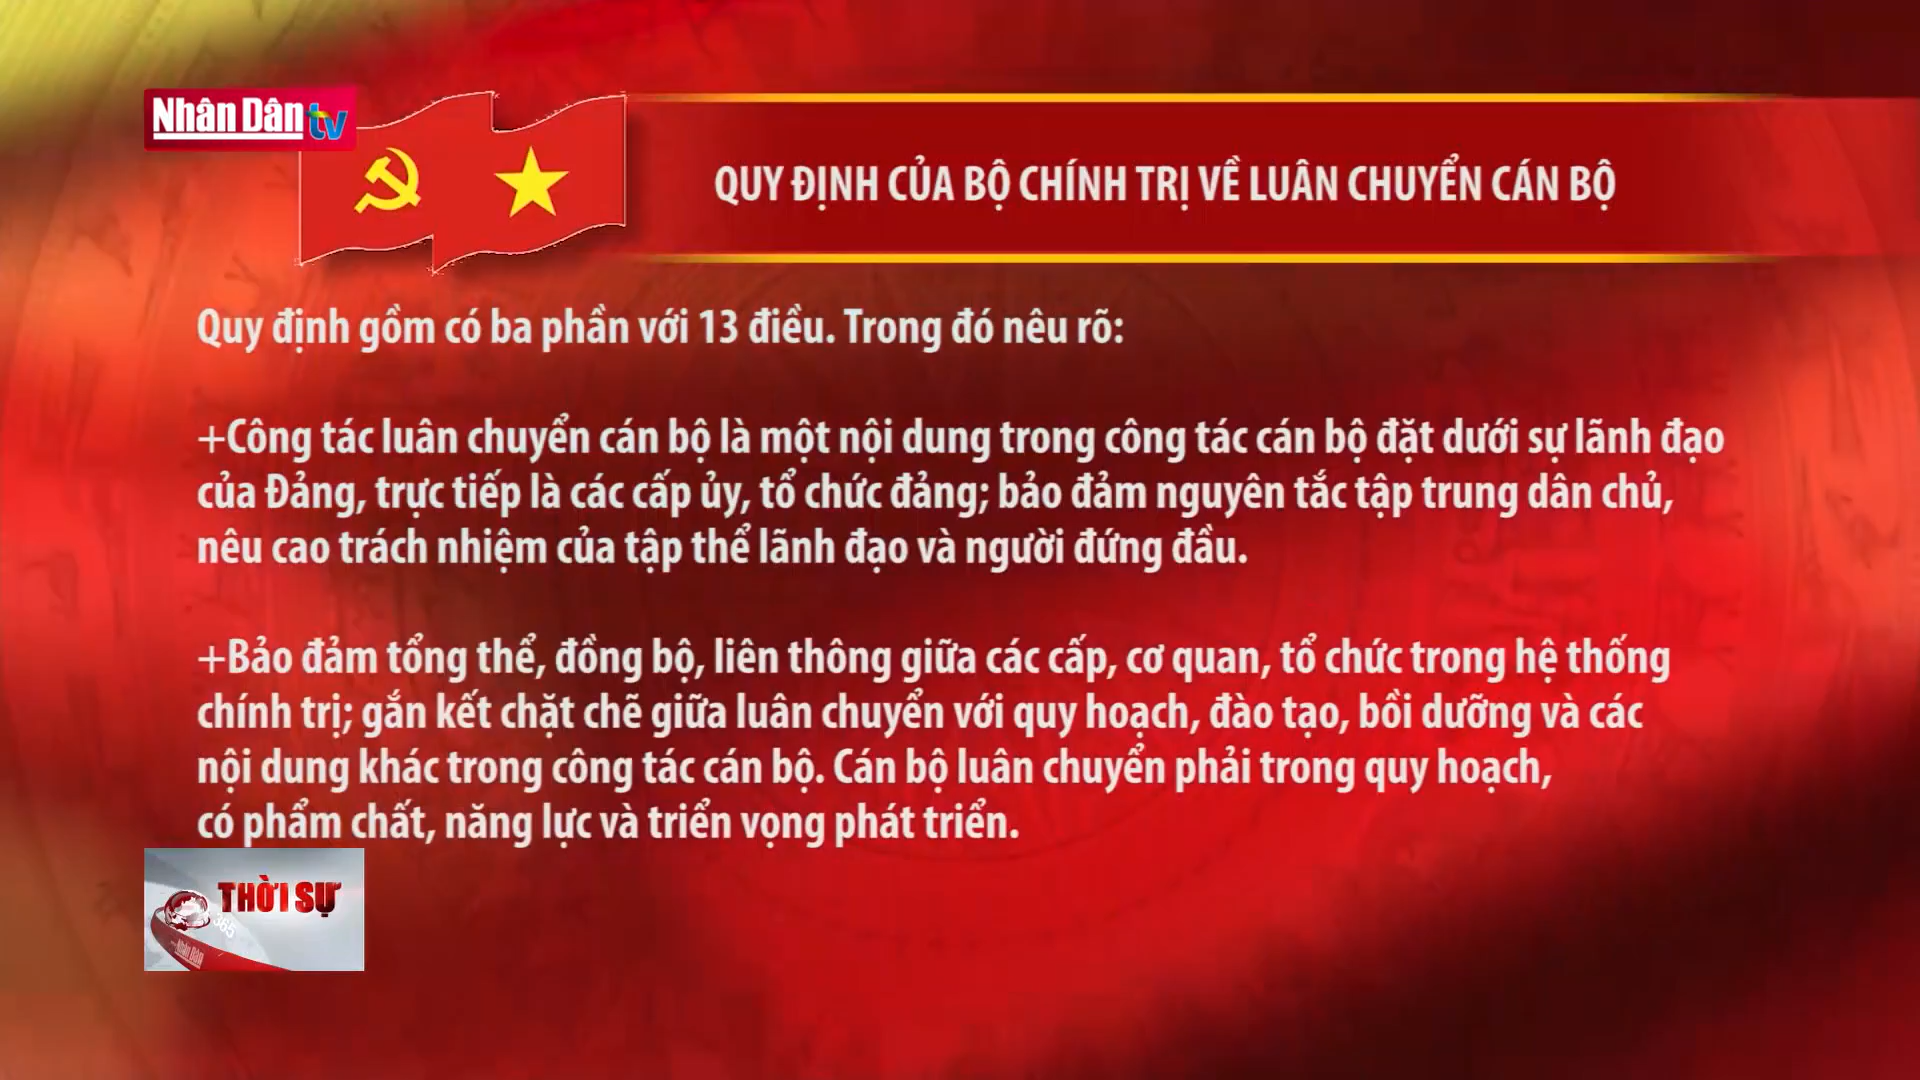 Nhân Dân tv
QUY ĐỊNH CỦA BỘ CHÍNH TRỊ VỀ LUÂN CHUYỂN CÁN BỘ
Quy định gồm có ba phần với 13 điều. Trong đó nêu rõ:
+Công tác luân chuyển cán bộ là một nội dung trong công tác cán bộ đặt dưới sự lãnh đạo
của Đảng, trực tiếp là các cấp ủy, tổ chức đảng; bảo đảm nguyên tắc tập trung dân chủ,
nêu cao trách nhiệm của tập thể lãnh đạo và người đứng đầu.
+Bảo đảm tổng thể, đồng bộ, liên thông giữa các cấp, cơ quan, tổ chức trong hệ thống
chính trị; gắn kết chặt chẽ giữa luân chuyển với quy hoạch, đào tạo, bồi dưỡng và các
nội dung khác trong công tác cán bộ. Cán bộ luân chuyển phải trong quy hoạch,
có phẩm chất, năng lực và triển vọng phát triển.
THỜI SỰ
365
Nhân Dân